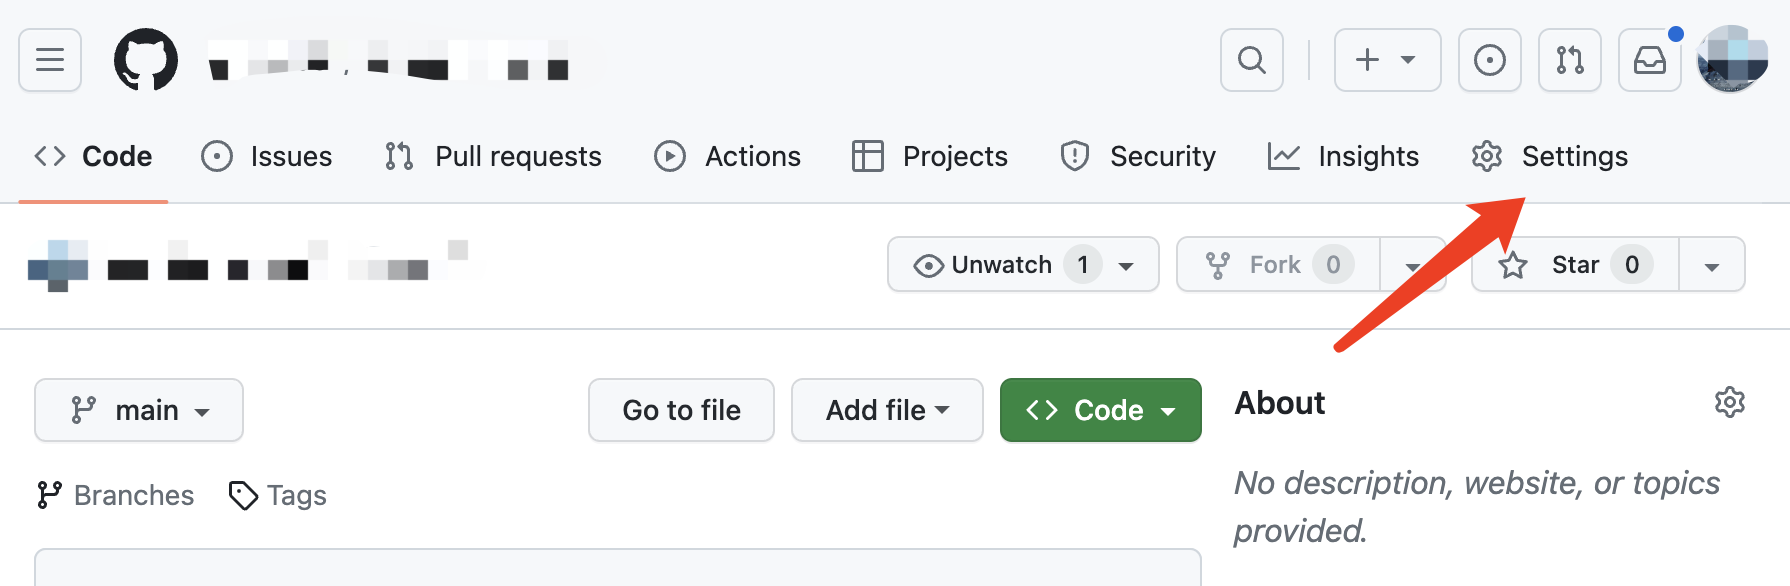 Code Issues Pull requests Actions Projects Security Insights Settings
Unwatch 1 Fork 0 Star 0
main Go to file Add file Code About
Branches Tags
No description, website, or topics
provided.